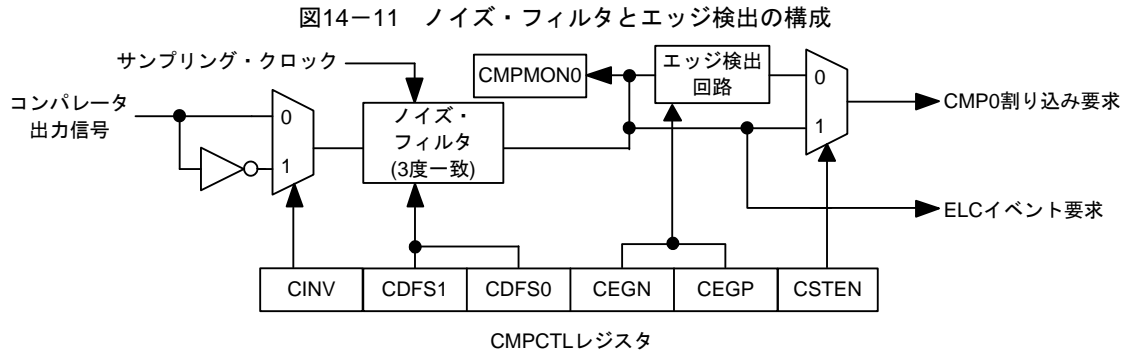 図14－11　ノイズ・フィルタとエッジ検出の構成
サンプリング・クロック
CMPMON0
エッジ検出
回路
0
1
CMP0割り込み要求
コンパレータ
出力信号
0
1
ノイズ・
フィルタ
(3度一致)
ELCイベント要求
CINV
CDFS1
CDFS0
CEGN
CEGP
CSTEN
CMPCTLレジスタ